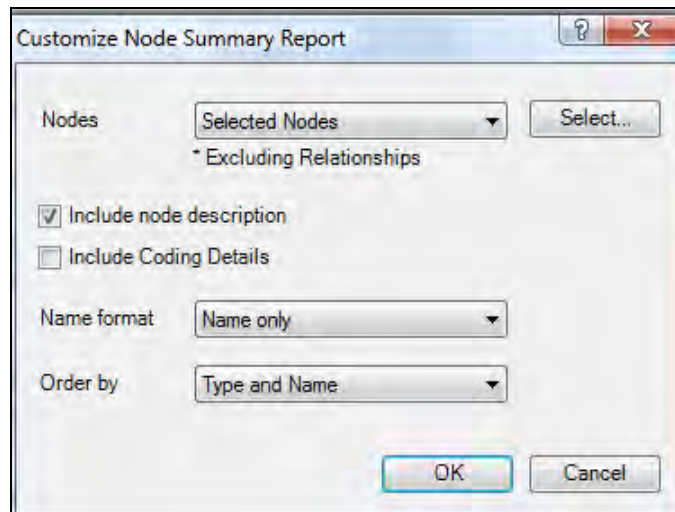 Customize Node Summary Report
Nodes Selected Nodes Select...
* Excluding Relationships
Include node description
Include Coding Details
Name format Name only
Order by Type and Name
OK Cancel